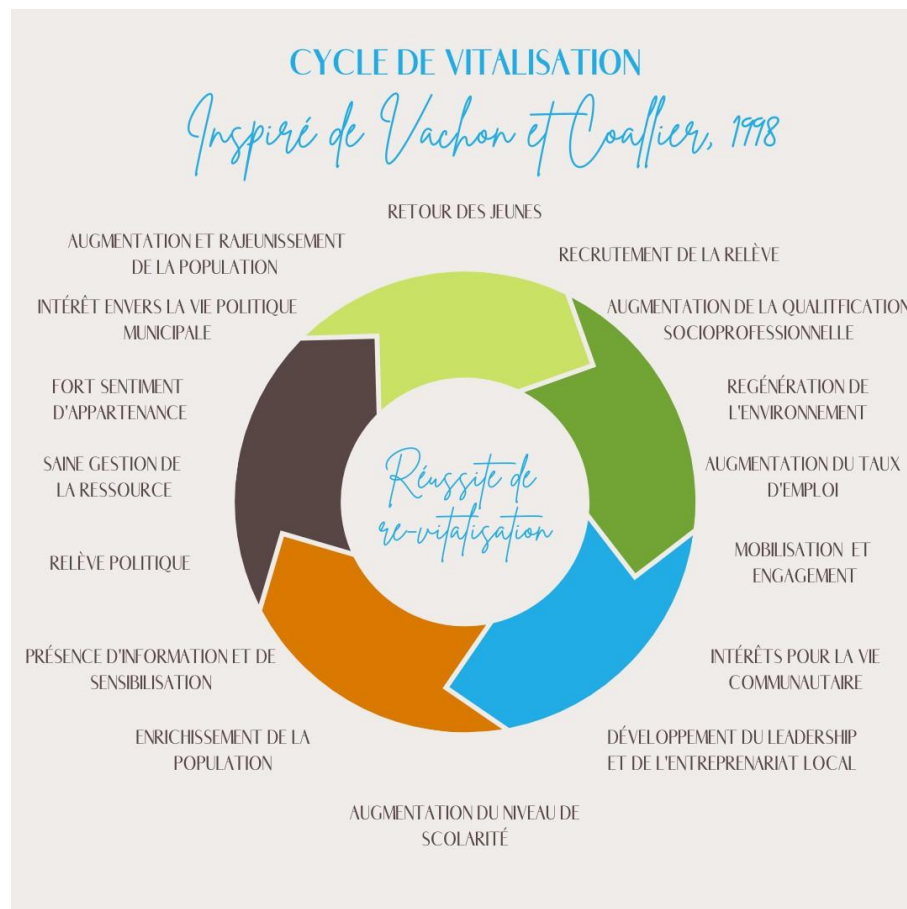 CYCLE DE VITALISATION
Inspiré de Vachon et Coallier, 1998
RETOUR DES JEUNES
RECRUTEMENT DE LA RELÈVE
AUGMENTATION DE LA QUALITFICATION
SOCIOPROFESSIONNELLE
REGÉNÉRATION DE
L'ENVIRONNEMENT
AUGMENTATION DU TAUX
D'EMPLOI
MOBILISATION ET
ENGAGEMENT
INTÉRÊTS POUR LA VIE
COMMUNAUTAIRE
DÉVELOPPEMENT DU LEADERSHIP
ET DE L'ENTREPRENARIAT LOCAL
AUGMENTATION DU NIVEAU DE
SCOLARITÉ
ENRICHISSEMENT DE LA
POPULATION
PRÉSENCE D'INFORMATION ET DE
SENSIBILISATION
RELÈVE POLITIQUE
SAINE GESTION DE
LA RESSOURCE
FORT SENTIMENT
D'APPARTENANCE
INTÉRÊT ENVERS LA VIE POLITIQUE
MUNICIPALE
AUGMENTATION ET RAJEUNISSEMENT
DE LA POPULATION
Réussite de
re-vitalisation